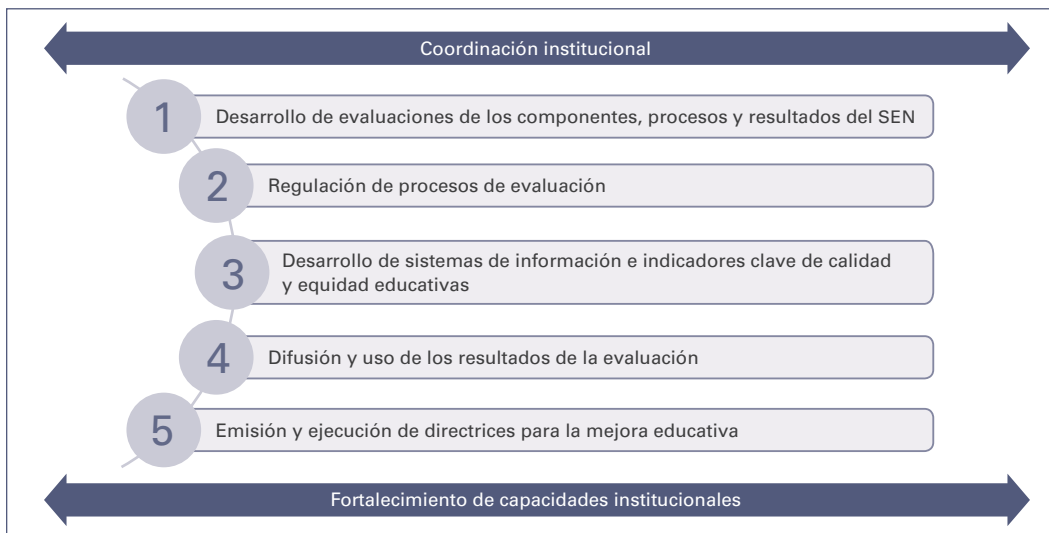 Coordinación institucional
1
Desarrollo de evaluaciones de los componentes, procesos y resultados del SEN
2
Regulación de procesos de evaluación
3
Desarrollo de sistemas de información e indicadores clave de calidad
y equidad educativas
4
Difusión y uso de los resultados de la evaluación
5
Emisión y ejecución de directrices para la mejora educativa
Fortalecimiento de capacidades institucionales